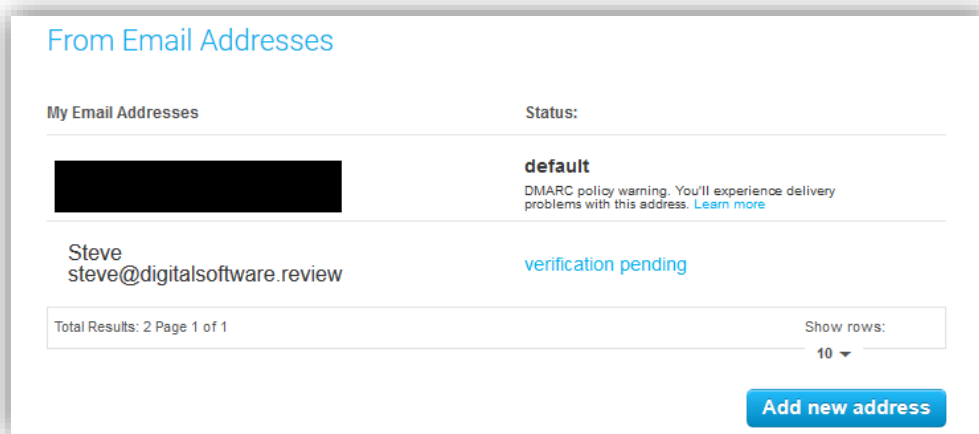 From Email Addresses
My Email Addresses Status:
default
DMARC policy warning. You'll experience delivery
problems with this address. Learn more
Steve
steve@digitalsoftware.review
verification pending
Total Results: 2 Page 1 of 1 Show rows:
10
Add new address